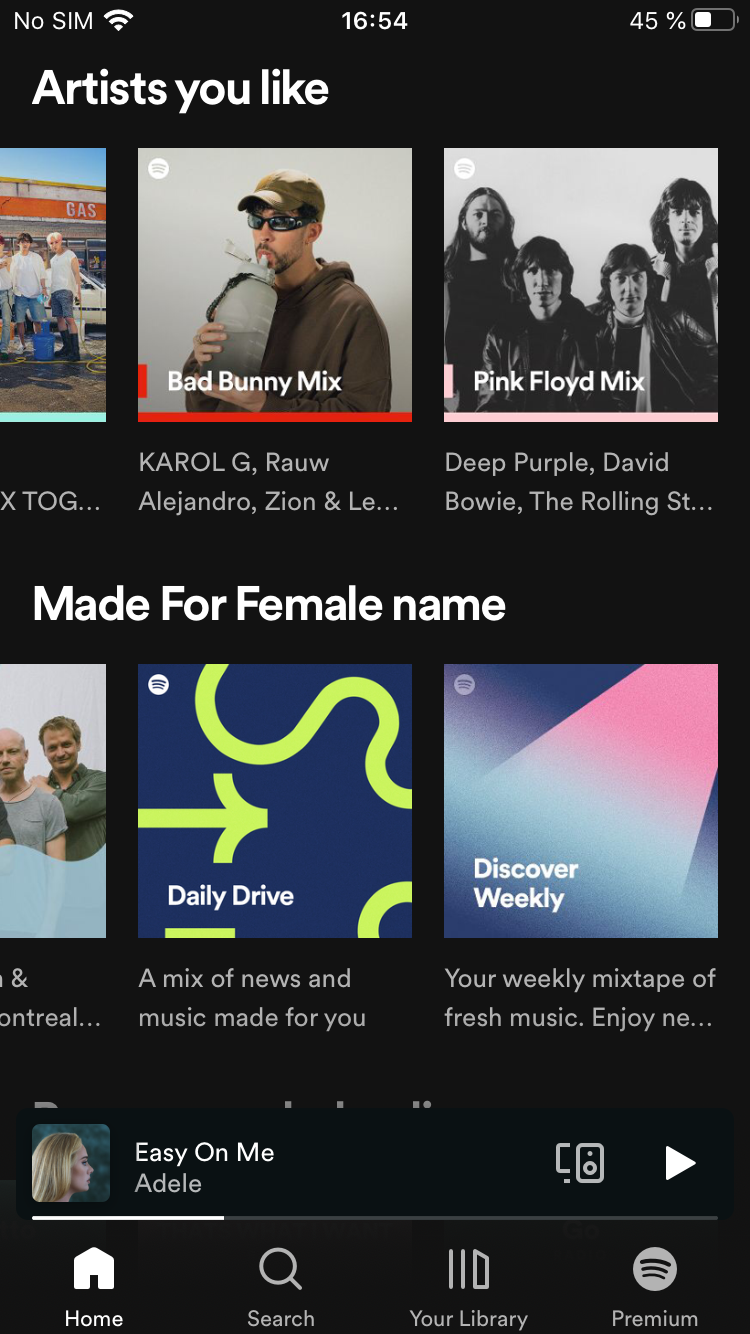 No SIM 16:54 45 %
Artists you like
GAS
Bad Bunny Mix
Pink Floyd Mix
X TOG...
KAROL G, Rauw
Alejandro, Zion & Le...
Deep Purple, David
Bowie, The Rolling St...
Made For Female name
Daily Drive
Discover
Weekly
&
ontreal...
A mix of news and
music made for you
Your weekly mixtape of
fresh music. Enjoy ne...
Easy On Me
Adele
Home
Search
Your Library
Premium